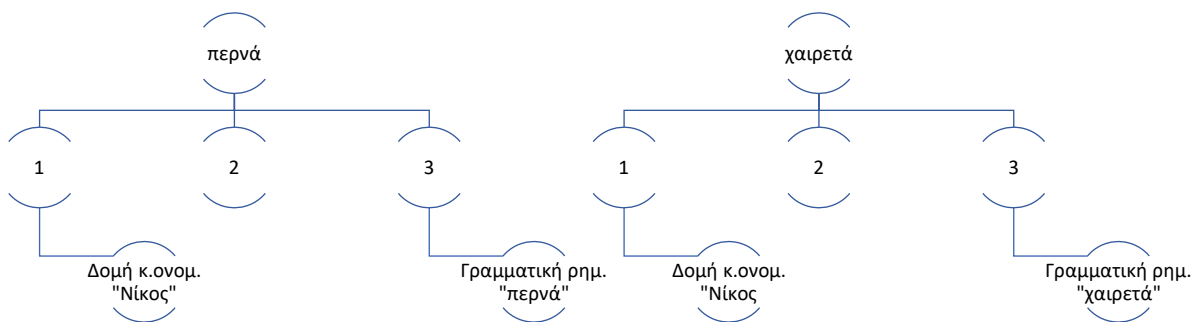 περνά
χαιρετά
1
2
3
1
2
3
Δομή κ.ονομ.
"Νίκος"
Γραμματική ρημ.
"περνά"
Δομή κ.ονομ.
"Νίκος
Γραμματική ρημ.
"χαιρετά"